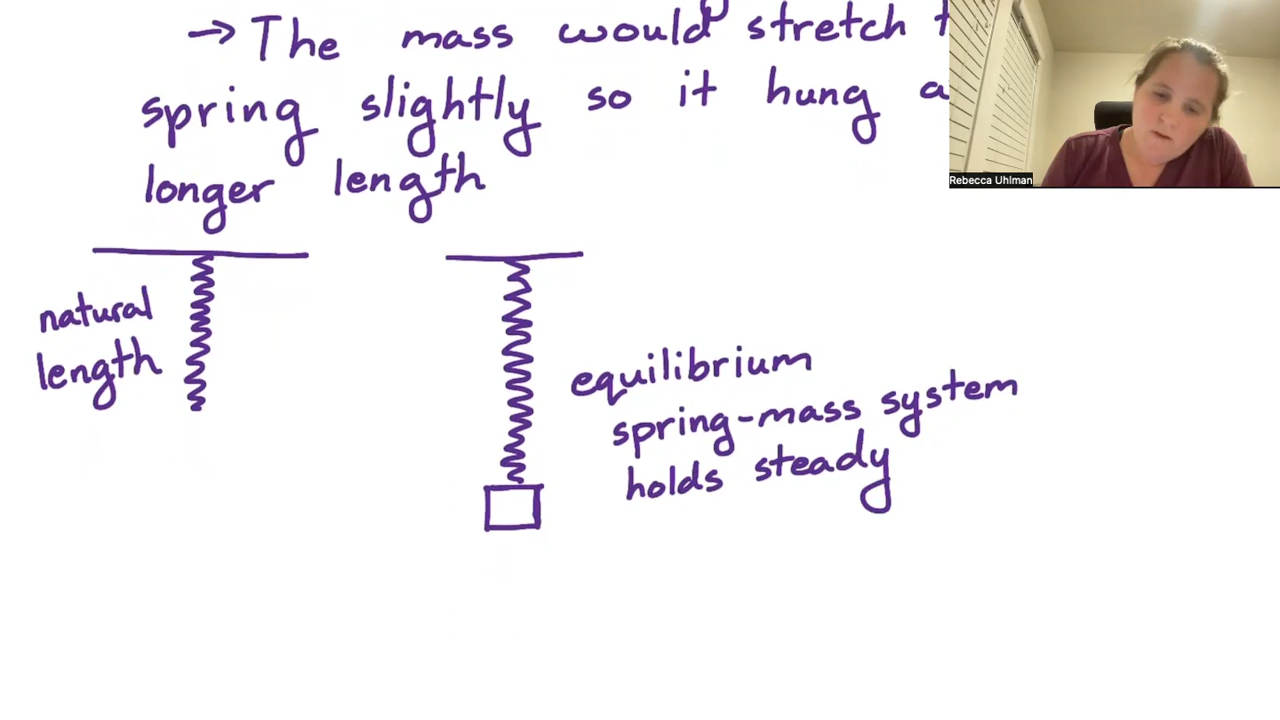 → The mass would stretch
spring slightly so it hung a
longer length
natural
length
equilibrium
spring-mass system
holds steady
Rebecca Uhlman